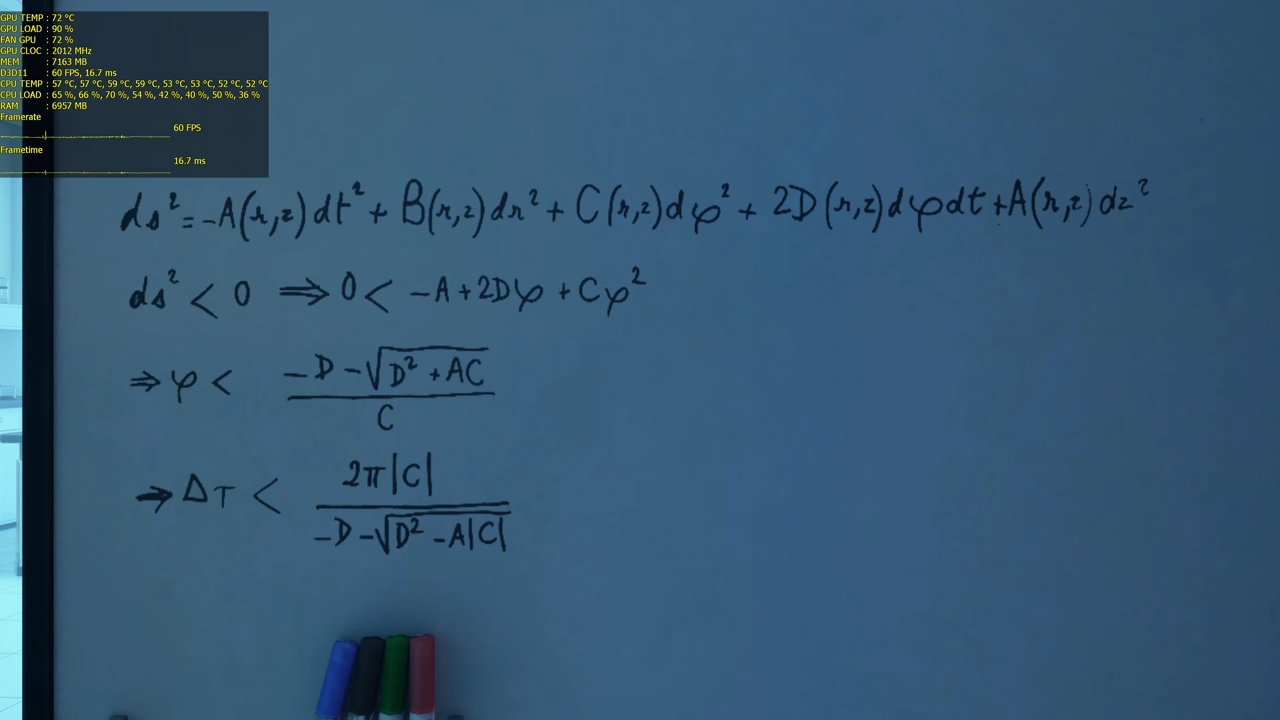 GPU TEMP : 72 °C
GPU LOAD : 90 %
FAN GPU : 72 %
GPU CLOC : 2012 MHz
MEM : 7163 MB
D3D11 : 60 FPS, 16.7 ms
CPU TEMP : 57 °C, 57 °C, 59 °C, 59 °C, 53 °C, 53 °C, 52 °C, 52 °C
CPU LOAD : 65 %, 66 %, 70 %, 54 %, 42 %, 40 %, 50 %, 36 %
RAM : 6957 MB
Framerate
60 FPS
Frametime
16.7 ms
ds² = -A(r,z)dt² + B(r,z)dr² + C(r,z)dφ² + 2D(r,z)dφdt + A(r,z)dz²
ds² < 0 ⟹ 0 < -A + 2Dφ + Cφ²
⇒ φ < (-D - √(D² + AC)) / C
⇒ ΔT < 2π|C| / (-D - √(D² - A|C|))